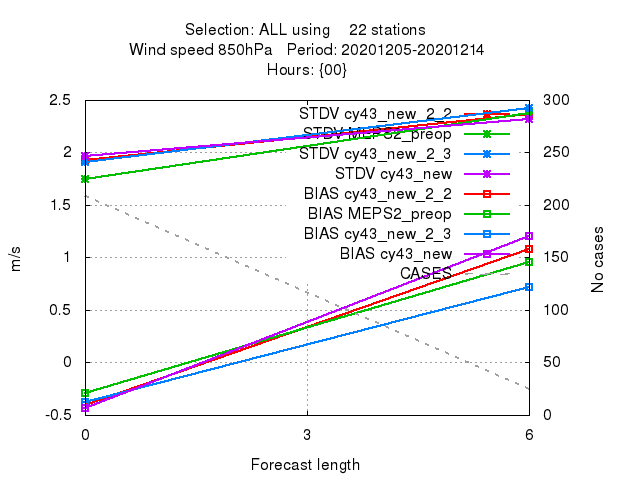 Selection: ALL using 22 stations
Wind speed 850hPa Period: 20201205-20201214
Hours: {00}
2.5 300
STDV cy43_new_2_2
STDV MEPS2_preop
2 STDV cy43_new_2_3 250
STDV cy43_new
BIAS cy43_new_2_2
1.5 200
BIAS MEPS2_preop
BIAS cy43_new_2_3
1 BIAS cy43_new 150
CASES
0.5 100
0 50
-0.5 0
m/s
No cases
0 3 6
Forecast length